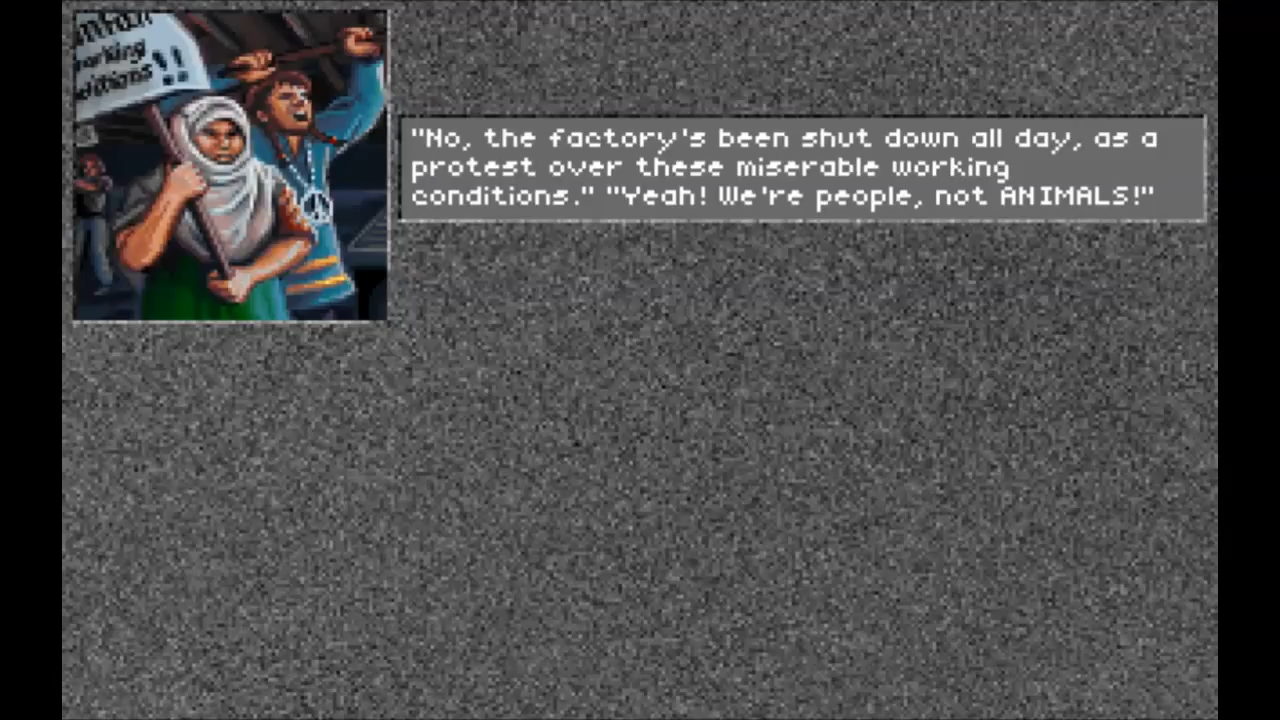 working
ditions!!
"No, the factory's been shut down all day, as a
protest over these miserable working
conditions." "Yeah! We're people, not ANIMALS!"